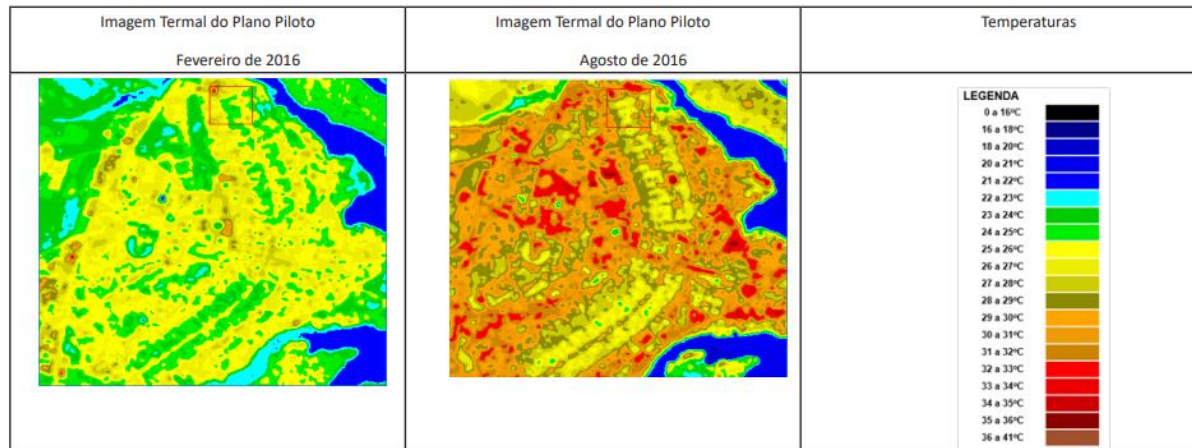 Imagem Termal do Plano Piloto
Fevereiro de 2016
Imagem Termal do Plano Piloto
Agosto de 2016
Temperaturas
LEGENDA
0 a 16ºC
16 a 18ºC
18 a 20ºC
20 a 21ºC
21 a 22ºC
22 a 23ºC
23 a 24ºC
24 a 25ºC
25 a 26ºC
26 a 27ºC
27 a 28ºC
28 a 29ºC
29 a 30ºC
30 a 31ºC
31 a 32ºC
32 a 33ºC
33 a 34ºC
34 a 35ºC
35 a 36ºC
36 a 41ºC